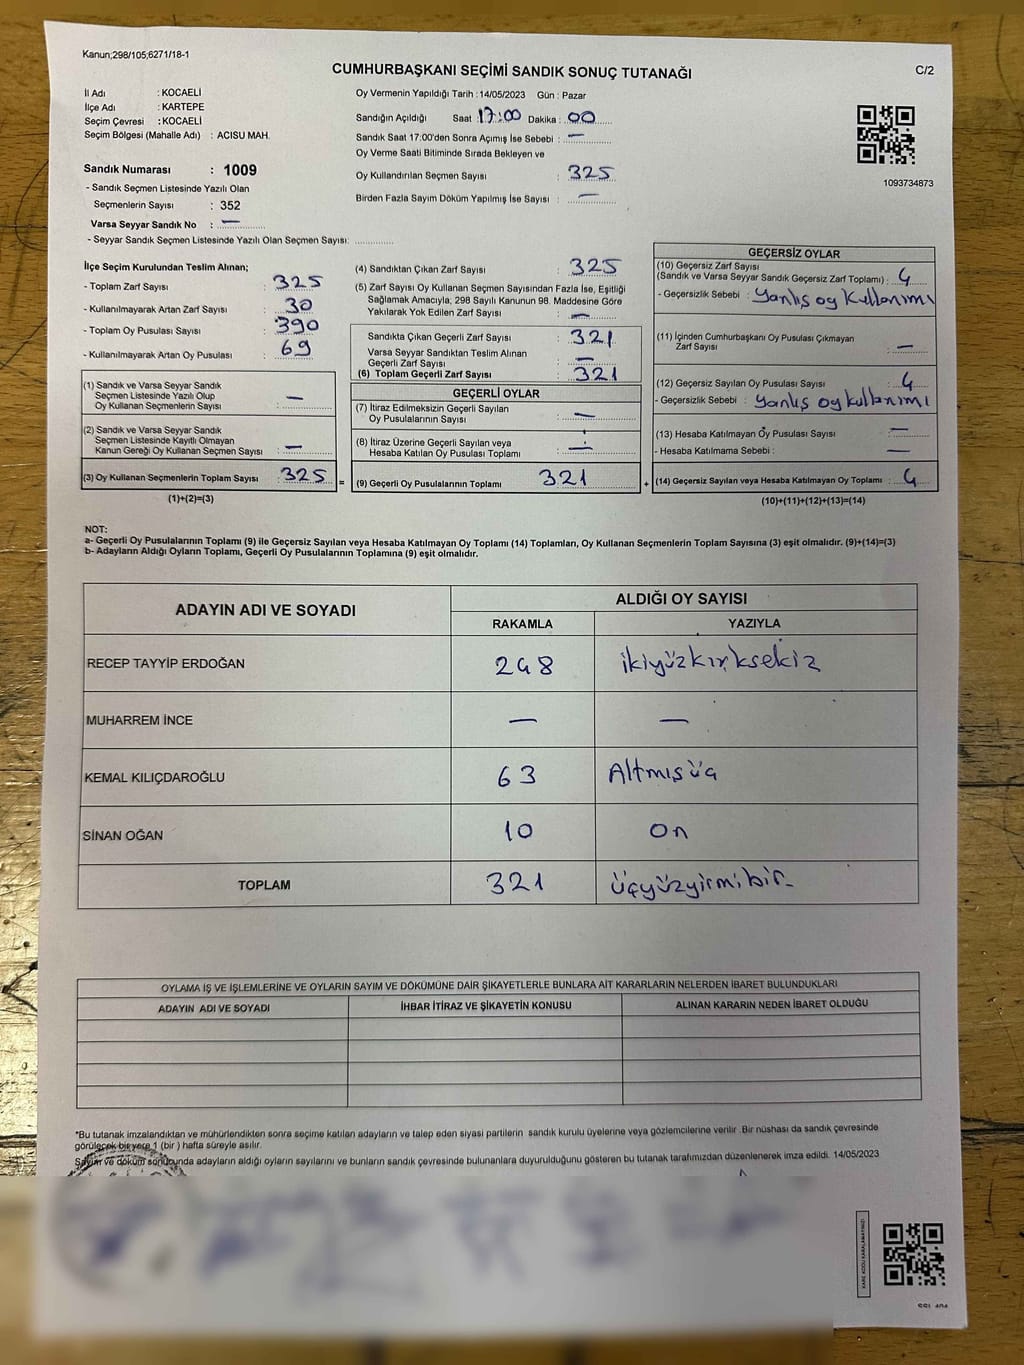 Kanun;298/105;6271/18-1
CUMHURBAŞKANI SEÇİMİ SANDIK SONUÇ TUTANAĞI
C/2
İl Adı : KOCAELİ
İlçe Adı : KARTEPE
Seçim Çevresi : KOCAELİ
Seçim Bölgesi (Mahalle Adı) : ACISU MAH.
Sandık Numarası : 1009
- Sandık Seçmen Listesinde Yazılı Olan
Seçmenlerin Sayısı : 352
Varsa Seyyar Sandık No : —
- Seyyar Sandık Seçmen Listesinde Yazılı Olan Seçmen Sayısı: ..............
Oy Vermenin Yapıldığı Tarih : 14/05/2023 Gün : Pazar
Sandığın Açıldığı Saat : 17:00 Dakika : 00
Sandık Saat 17:00'den Sonra Açımış İse Sebebi : —
Oy Verme Saati Bitiminde Sırada Bekleyen ve
Oy Kullandırılan Seçmen Sayısı : 325
Birden Fazla Sayım Döküm Yapılmış İse Sayısı : —
1093734873
İlçe Seçim Kurulundan Teslim Alınan;
- Toplam Zarf Sayısı : 325
- Kullanılmayarak Artan Zarf Sayısı : 30
- Toplam Oy Pusulası Sayısı : 390
- Kullanılmayarak Artan Oy Pusulası : 69
(1) Sandık ve Varsa Seyyar Sandık
Seçmen Listesinde Yazılı Olup
Oy Kullanan Seçmenlerin Sayısı : —
(2) Sandık ve Varsa Seyyar Sandık
Seçmen Listesinde Kayıtlı Olmayan
Kanun Gereği Oy Kullanan Seçmen Sayısı : —
(3) Oy Kullanan Seçmenlerin Toplam Sayısı : 325 =
(1)+(2)=(3)
(4) Sandıktan Çıkan Zarf Sayısı : 325
(5) Zarf Sayısı Oy Kullanan Seçmen Sayısından Fazla İse, Eşitliği
Sağlamak Amacıyla, 298 Sayılı Kanunun 98. Maddesine Göre
Yakılarak Yok Edilen Zarf Sayısı : —
Sandıkta Çıkan Geçerli Zarf Sayısı : 321
Varsa Seyyar Sandıktan Teslim Alınan
Geçerli Zarf Sayısı : —
(6) Toplam Geçerli Zarf Sayısı : 321
GEÇERLİ OYLAR
(7) İtiraz Edilmeksizin Geçerli Sayılan
Oy Pusulasının Sayısı : —
(8) İtiraz Üzerine Geçerli Sayılan veya
Hesaba Katılan Oy Pusulası Toplamı : —
(9) Geçerli Oy Pusulalarının Toplamı 321 +
GEÇERSİZ OYLAR
(10) Geçersiz Zarf Sayısı
(Sandık ve Varsa Seyyar Sandık Geçersiz Zarf Toplamı) : 4
- Geçersizlik Sebebi : Yanlış oy kullanımı
(11) İçinden Cumhurbaşkanı Oy Pusulası Çıkmayan
Zarf Sayısı : —
(12) Geçersiz Sayılan Oy Pusulası Sayısı : 4
- Geçersizlik Sebebi : Yanlış oy kullanımı
(13) Hesaba Katılmayan Oy Pusulası Sayısı : —
- Hesaba Katılmama Sebebi : —
(14) Geçersiz Sayılan veya Hesaba Katılmayan Oy Toplamı : 4
(10)+(11)+(12)+(13)=(14)
NOT:
a- Geçerli Oy Pusulalarının Toplamı (9) ile Geçersiz Sayılan veya Hesaba Katılmayan Oy Toplamı (14) Toplamları, Oy Kullanan Seçmenlerin Toplam Sayısına (3) eşit olmalıdır. (9)+(14)=(3)
b- Adayların Aldığı Oyların Toplamı, Geçerli Oy Pusulalarının Toplamına (9) eşit olmalıdır.
ADAYIN ADI VE SOYADI ALDIĞI OY SAYISI
RAKAMLA YAZIYLA
RECEP TAYYİP ERDOĞAN 248 ikiyüzkırksekiz
MUHARREM İNCE — —
KEMAL KILIÇDAROĞLU 63 Altmışüç
SİNAN OĞAN 10 On
TOPLAM 321 üçyüzyirmibir
OYLAMA İŞ VE İŞLEMLERİNE VE OYLARIN SAYIM VE DÖKÜMÜNE DAİR ŞİKAYETLERLE BUNLARA AİT KARARLARIN NELERDEN İBARET BULUNDUKLARI
ADAYIN ADI VE SOYADI İHBAR İTİRAZ VE ŞİKAYETİN KONUSU ALINAN KARARIN NEDEN İBARET OLDUĞU
*Bu tutanak imzalandıktan ve mühürlendikten sonra seçime katılan adayların ve talep eden siyasi partilerin sandık kurulu üyelerine veya gözlemcilerine verilir. Bir nüshası da sandık çevresinde
görülecek bir yere 1 (bir) hafta süreyle asılır.
Sayım ve döküm sonucunda adayların aldığı oyların sayılarını ve bunların sandık çevresinde bulunanlara duyurulduğunu gösteren bu tutanak tarafımızdan düzenlenerek imza edildi. 14/05/2023
KARE KODU KARALAMAYINIZ!